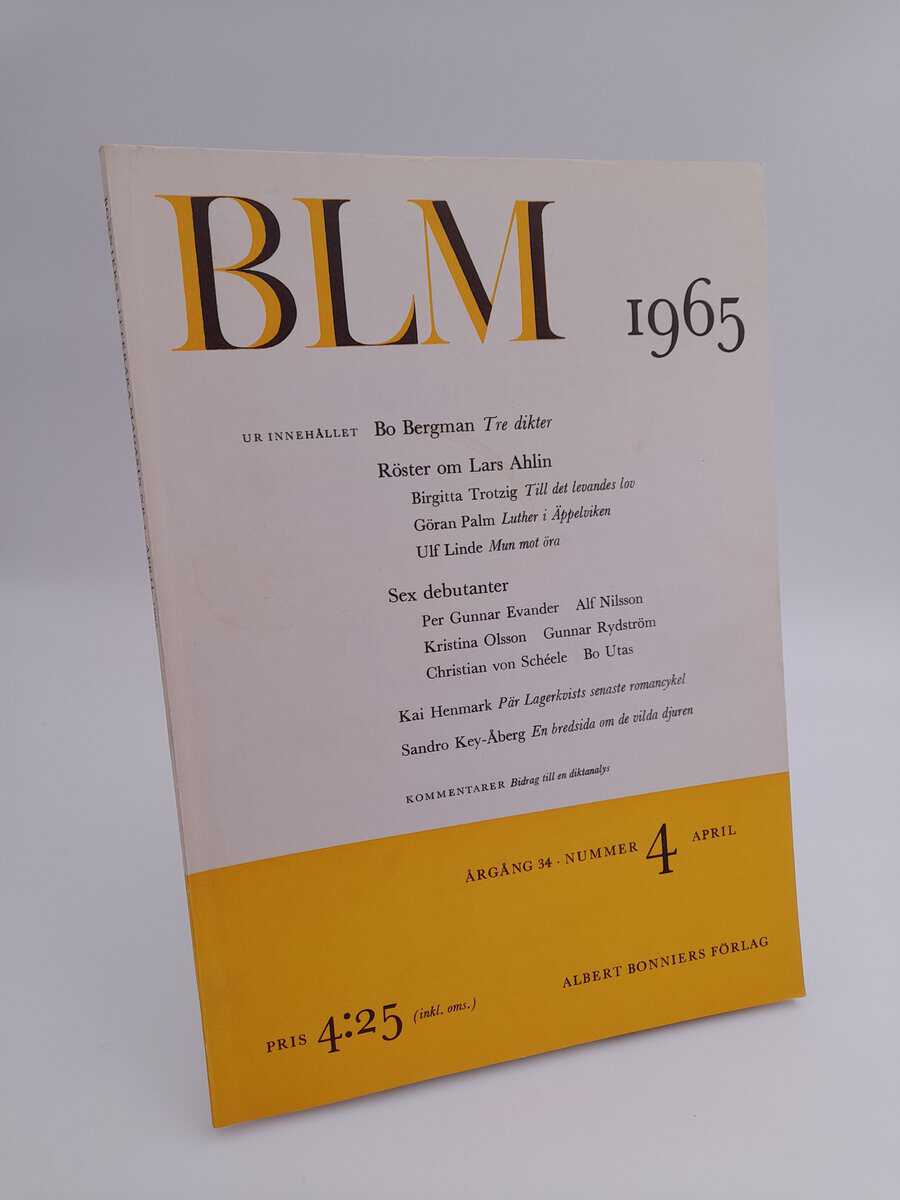 BLM
1965
UR INNEHÅLLET Bo Bergman Tre dikter
Röster om Lars Ahlin
Birgitta Trotzig Till det levandes lov
Göran Palm Luther i Äppelviken
Ulf Linde Mun mot öra
Sex debutanter
Per Gunnar Evander Alf Nilsson
Kristina Olsson Gunnar Rydström
Christian von Schéele Bo Utas
Kai Henmark Pär Lagerkvists senaste romancykel
Sandro Key-Åberg En bredsida om de vilda djuren
KOMMENTARER Bidrag till en diktanalys
ÅRGÅNG 34 · NUMMER 4 APRIL
ALBERT BONNIERS FÖRLAG
PRIS 4:25 (inkl. oms.)